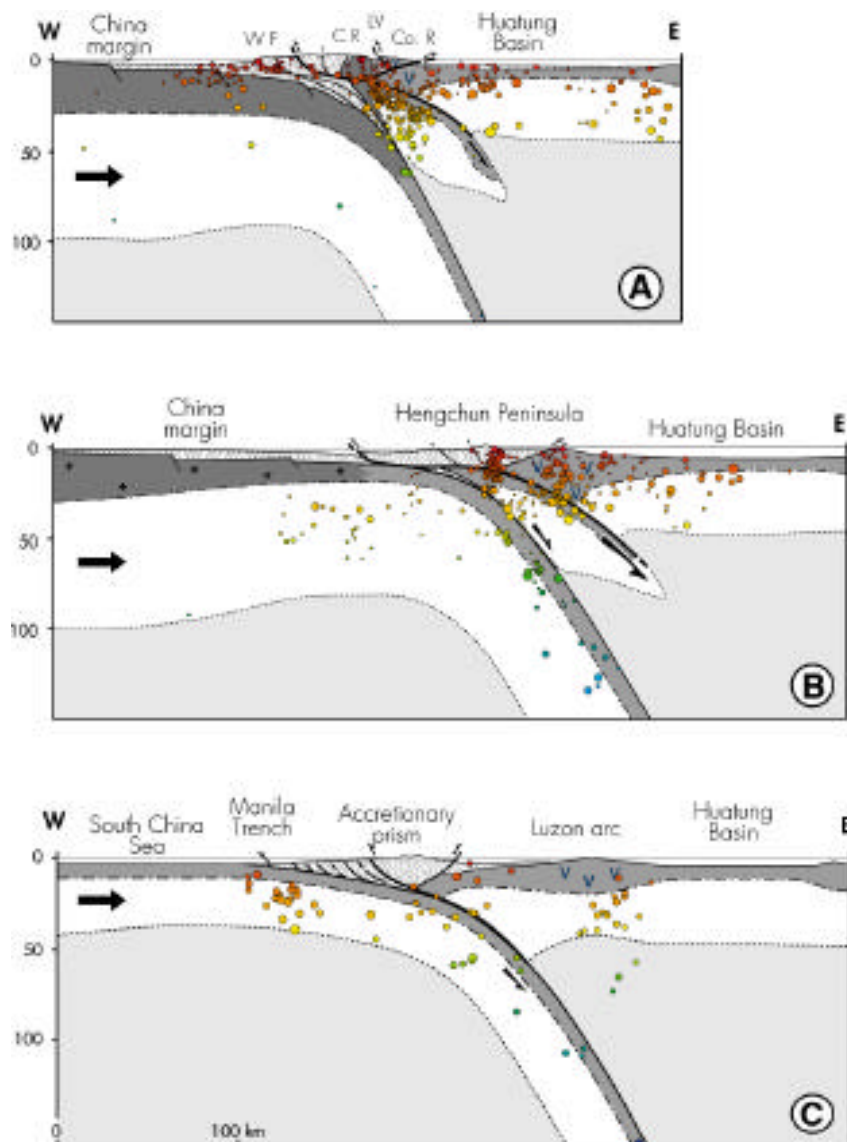 W China margin W F C R LV Co. R Huatung Basin E
0
50
100
V
A
W China margin Hengchun Peninsula Huatung Basin E
0
50
100
V V V
B
W South China Sea Manila Trench Accretionary prism Luzon arc Huatung Basin E
0
50
100
V V V
0 100 km
C